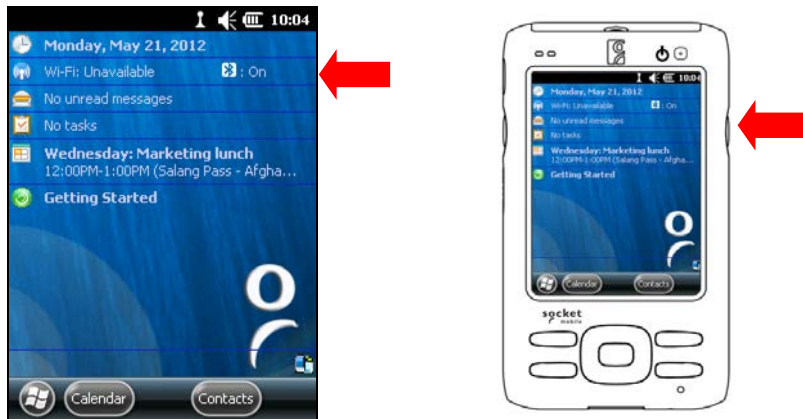 10:04
Monday, May 21, 2012
Wi-Fi: Unavailable : On
No unread messages
No tasks
Wednesday: Marketing lunch
12:00PM-1:00PM (Salang Pass - Afgha...
Getting Started
Calendar Contacts
10:04
Monday, May 21, 2012
Wi-Fi: Unavailable : On
No unread messages
No tasks
Wednesday: Marketing lunch
12:00PM-1:00PM (Salang Pass - Afgha...
Getting Started
Calendar Contacts
socket
mobile